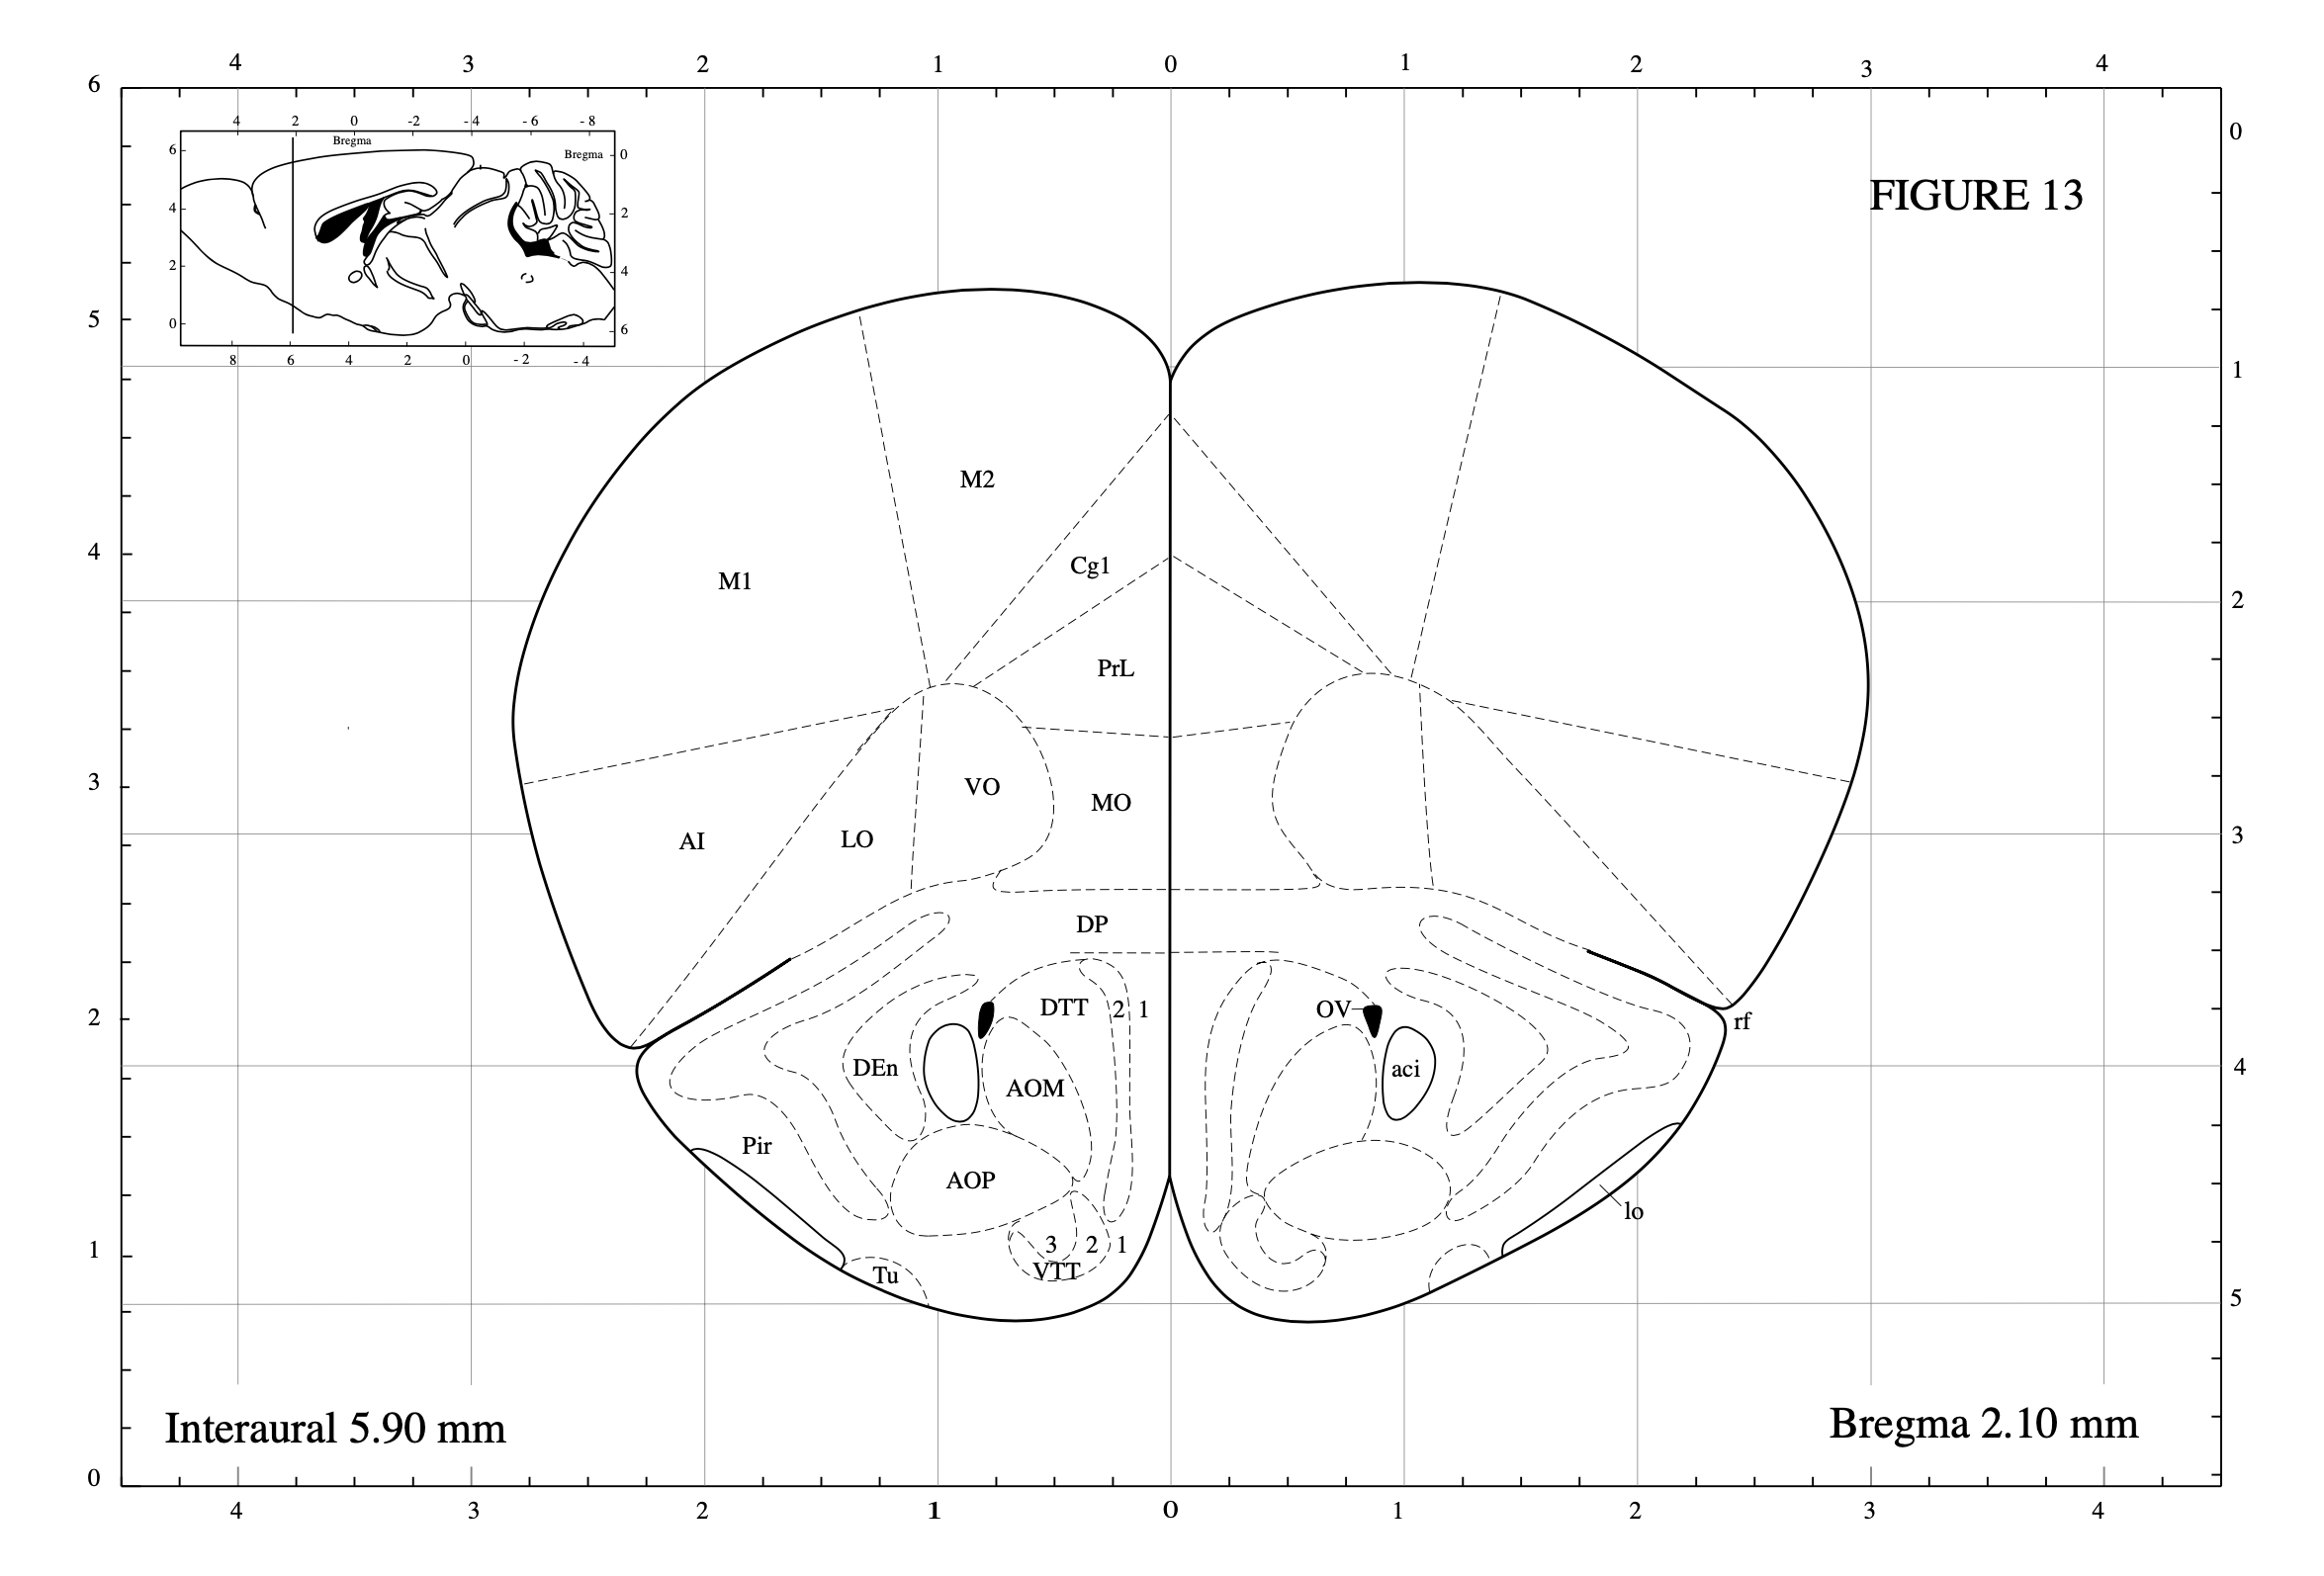 4 3 2 1 0 1 2 3 4
6
4 2 0 -2 - 4 - 6 - 8
0
Bregma
6 Bregma 0
FIGURE 13
4 2
2 4
5
0 6
8 6 4 2 0 - 2 - 4
1
M2
4
Cg1
M1
2
PrL
3
VO
MO
AI LO 3
DP
DTT 2 1 OV
2 rf
DEn aci 4
AOM
Pir
AOP
lo
1 3 2 1
VTT
Tu
5
Interaural 5.90 mm Bregma 2.10 mm
0
4 3 2 1 0 1 2 3 4